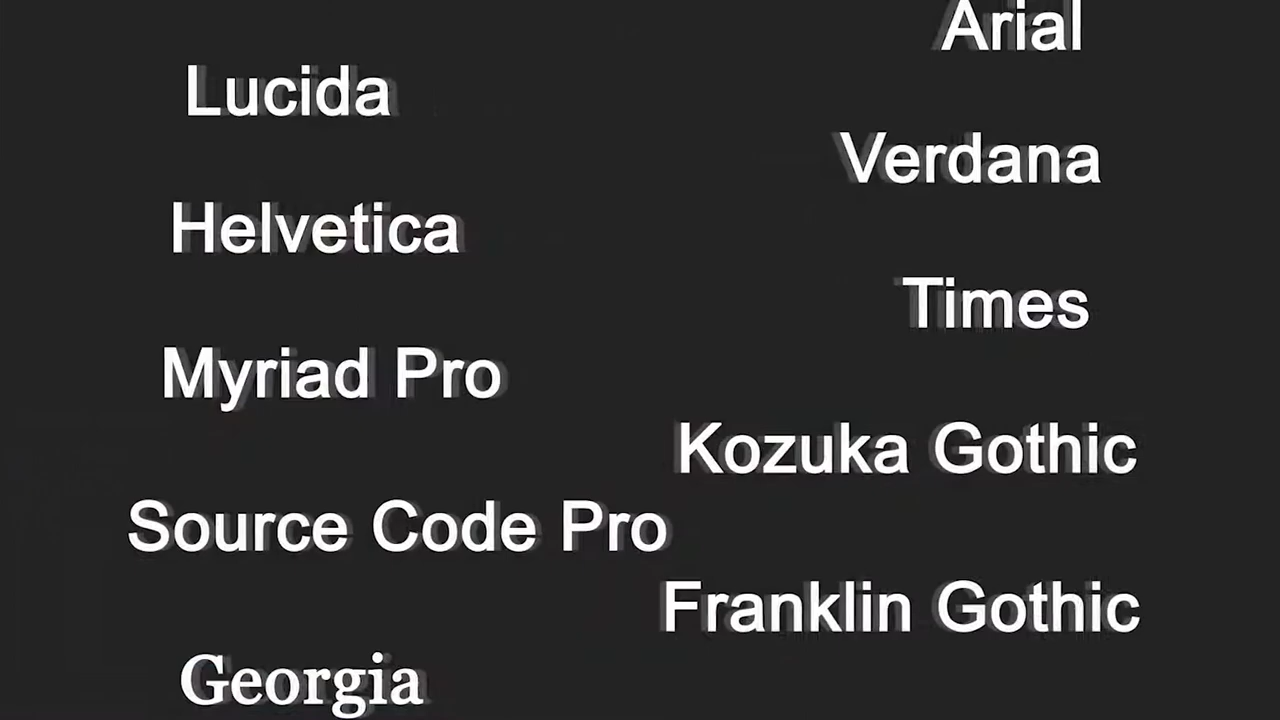 Arial
Lucida
Verdana
Helvetica
Times
Myriad Pro
Kozuka Gothic
Source Code Pro
Franklin Gothic
Georgia